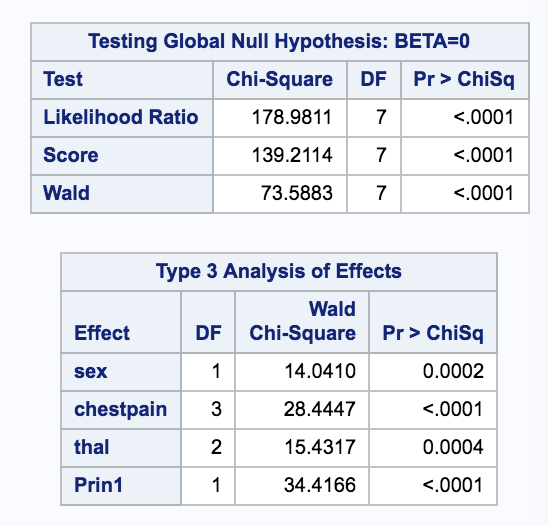 Testing Global Null Hypothesis: BETA=0
Test Chi-Square DF Pr > ChiSq
Likelihood Ratio 178.9811 7 <.0001
Score 139.2114 7 <.0001
Wald 73.5883 7 <.0001
Type 3 Analysis of Effects
Wald
Effect DF Chi-Square Pr > ChiSq
sex 1 14.0410 0.0002
chestpain 3 28.4447 <.0001
thal 2 15.4317 0.0004
Prin1 1 34.4166 <.0001